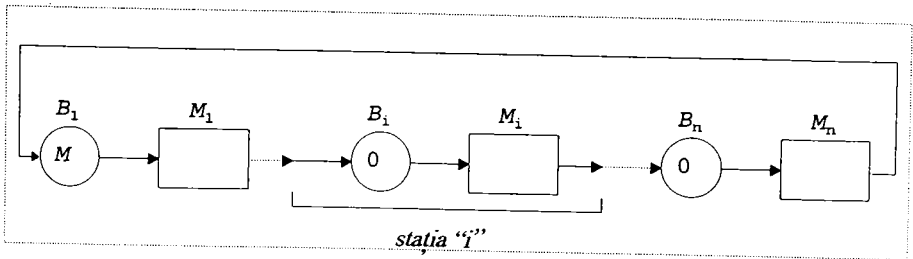 B₁ M₁ Bᵢ Mᵢ Bₙ Mₙ
M 0 0
stația "i"